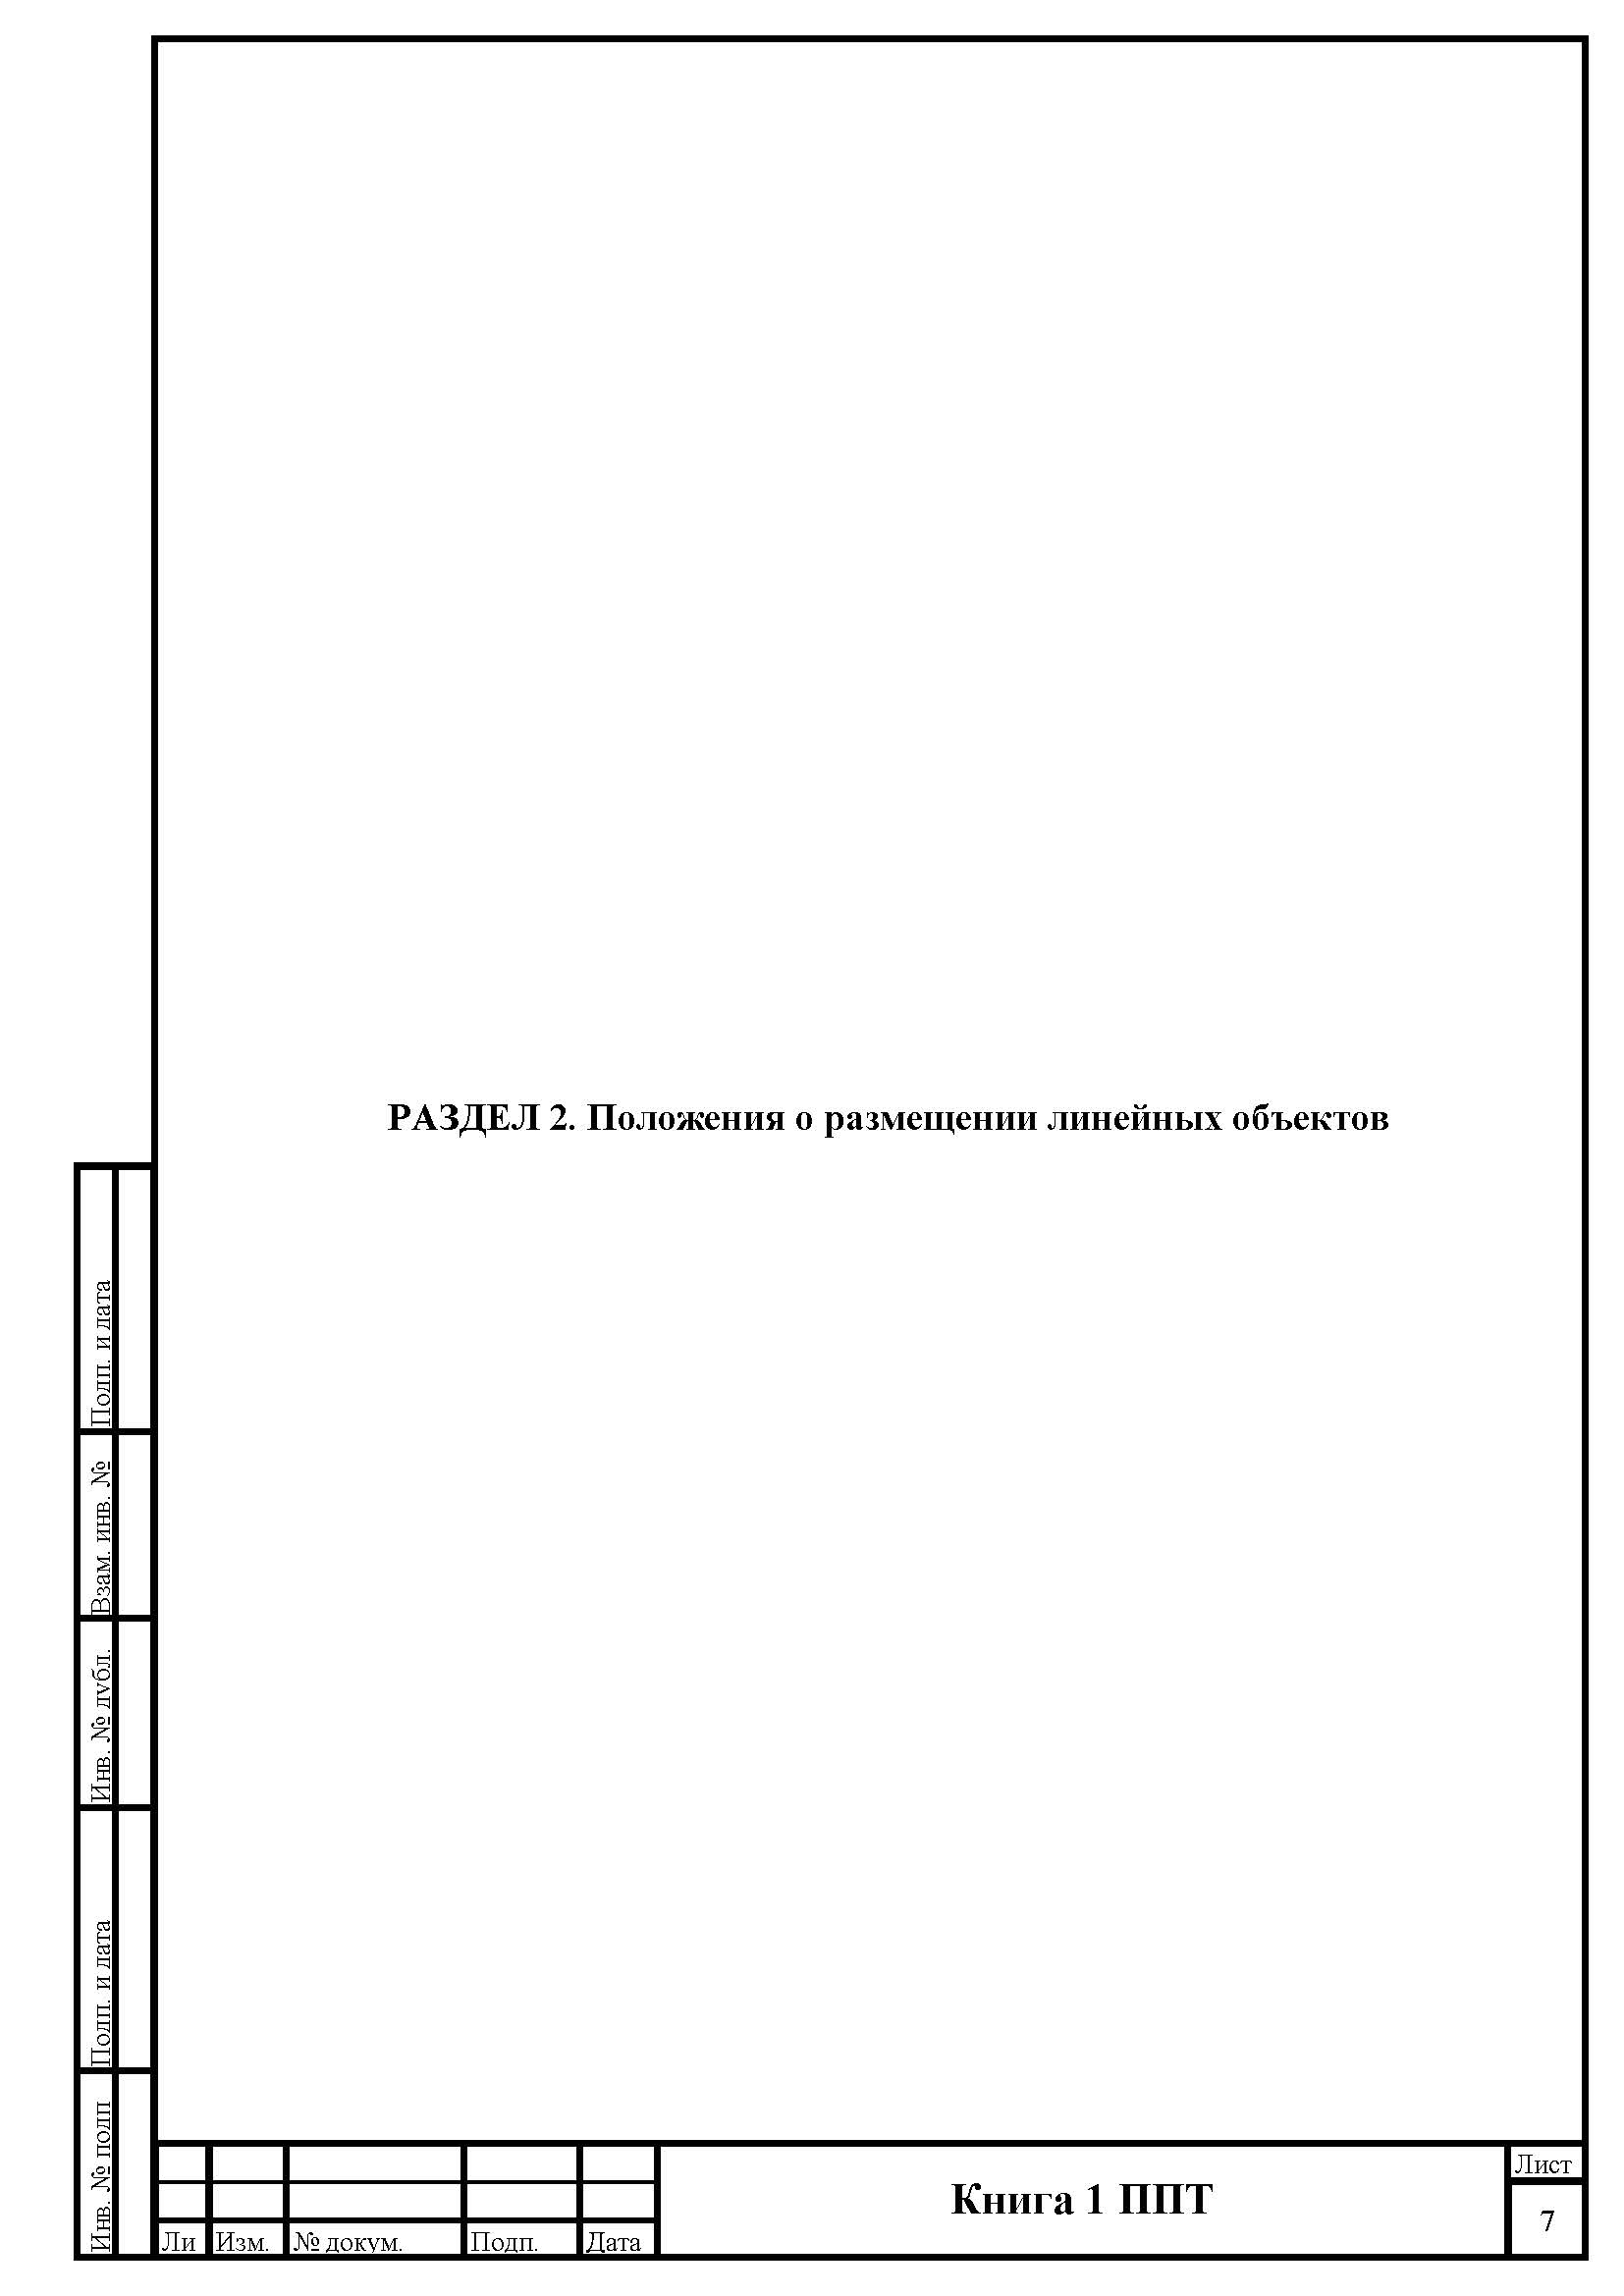 РАЗДЕЛ 2. Положения о размещении линейных объектов
Подп. и дата
Взам. инв. №
Инв. № дубл.
Подп. и дата
Инв. № подп
Книга 1 ППТ
Лист
7
Ли Изм. № докум. Подп. Дата